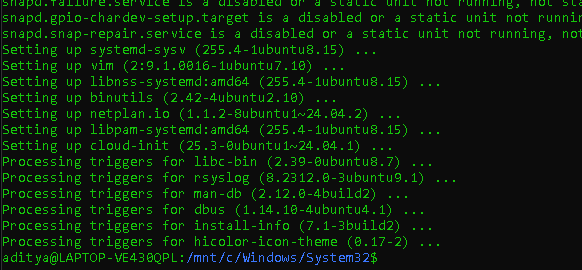 snapd.failure.service is a disabled or a static unit not running, not sta
snapd.gpio-chardev-setup.target is a disabled or a static unit not runnin
snapd.snap-repair.service is a disabled or a static unit not running, not
Setting up systemd-sysv (255.4-1ubuntu8.15) ...
Setting up vim (2:9.1.0016-1ubuntu7.10) ...
Setting up libnss-systemd:amd64 (255.4-1ubuntu8.15) ...
Setting up binutils (2.42-4ubuntu2.10) ...
Setting up netplan.io (1.1.2-8ubuntu1~24.04.2) ...
Setting up libpam-systemd:amd64 (255.4-1ubuntu8.15) ...
Setting up cloud-init (25.3-0ubuntu1~24.04.1) ...
Processing triggers for libc-bin (2.39-0ubuntu8.7) ...
Processing triggers for rsyslog (8.2312.0-3ubuntu9.1) ...
Processing triggers for man-db (2.12.0-4build2) ...
Processing triggers for dbus (1.14.10-4ubuntu4.1) ...
Processing triggers for install-info (7.1-3build2) ...
Processing triggers for hicolor-icon-theme (0.17-2) ...
aditya@LAPTOP-VE430QPL:/mnt/c/Windows/System32$